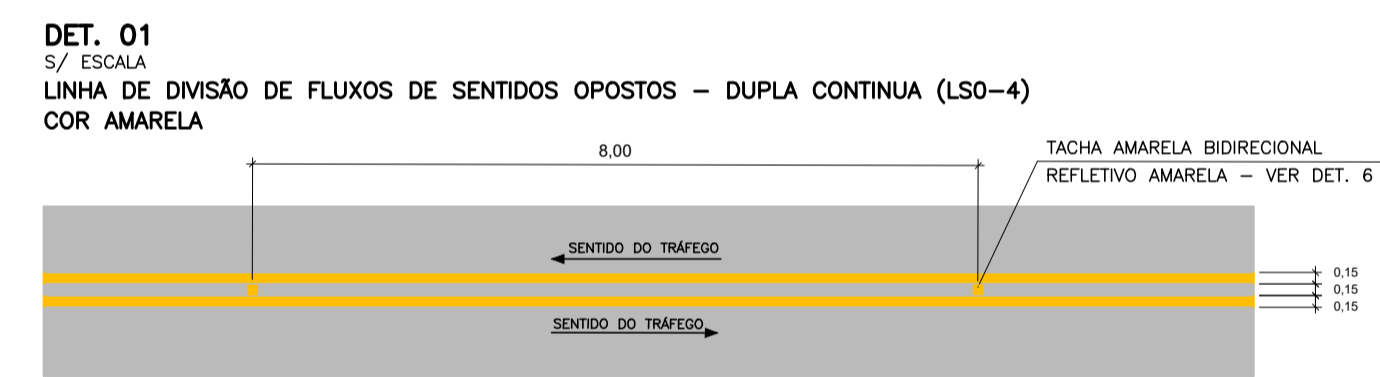 DET. 01
S/ ESCALA
LINHA DE DIVISÃO DE FLUXOS DE SENTIDOS OPOSTOS – DUPLA CONTINUA (LSO-4)
COR AMARELA
8,00
TACHA AMARELA BIDIRECIONAL
REFLETIVO AMARELA – VER DET. 6
SENTIDO DO TRÁFEGO
0,15
0,15
0,15
SENTIDO DO TRÁFEGO